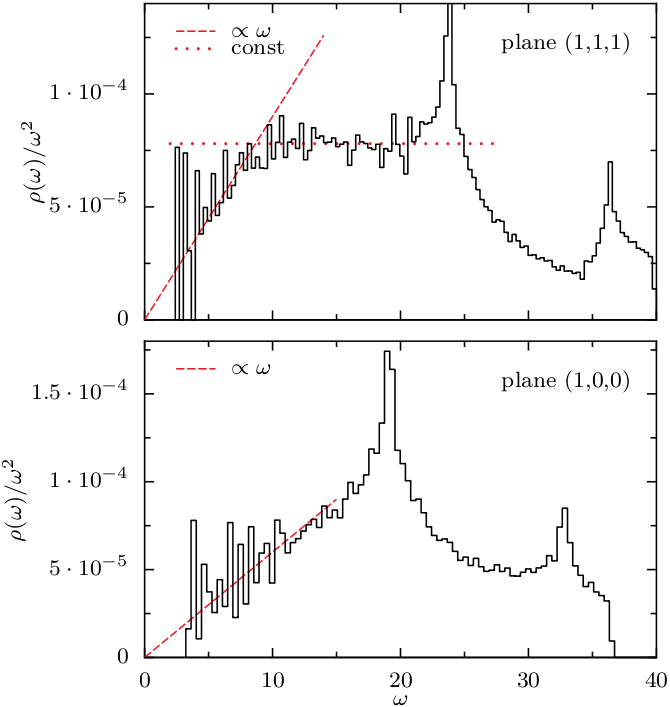 ∝ ω
const
plane (1,1,1)
1 · 10⁻⁴
5 · 10⁻⁵
0
ρ(ω)/ω²
∝ ω
plane (1,0,0)
1.5 · 10⁻⁴
1 · 10⁻⁴
5 · 10⁻⁵
0
ρ(ω)/ω²
0 10 20 30 40
ω